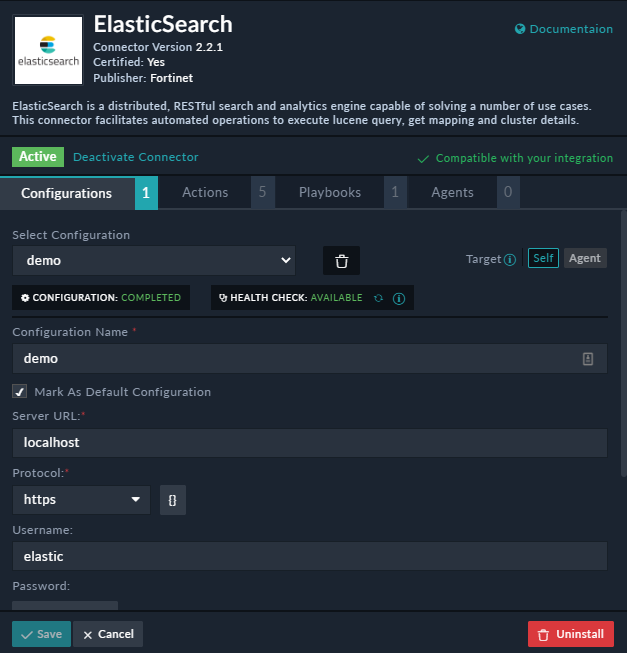 elasticsearch
ElasticSearch
Connector Version 2.2.1
Certified: Yes
Publisher: Fortinet
Documentaion
ElasticSearch is a distributed, RESTful search and analytics engine capable of solving a number of use cases.
This connector facilitates automated operations to execute lucene query, get mapping and cluster details.
Active Deactivate Connector Compatible with your integration
Configurations 1 Actions 5 Playbooks 1 Agents 0
Select Configuration
demo Target Self Agent
CONFIGURATION: COMPLETED HEALTH CHECK: AVAILABLE
Configuration Name *
demo
Mark As Default Configuration
Server URL:*
localhost
Protocol:*
https {}
Username:
elastic
Password:
Save Cancel Uninstall